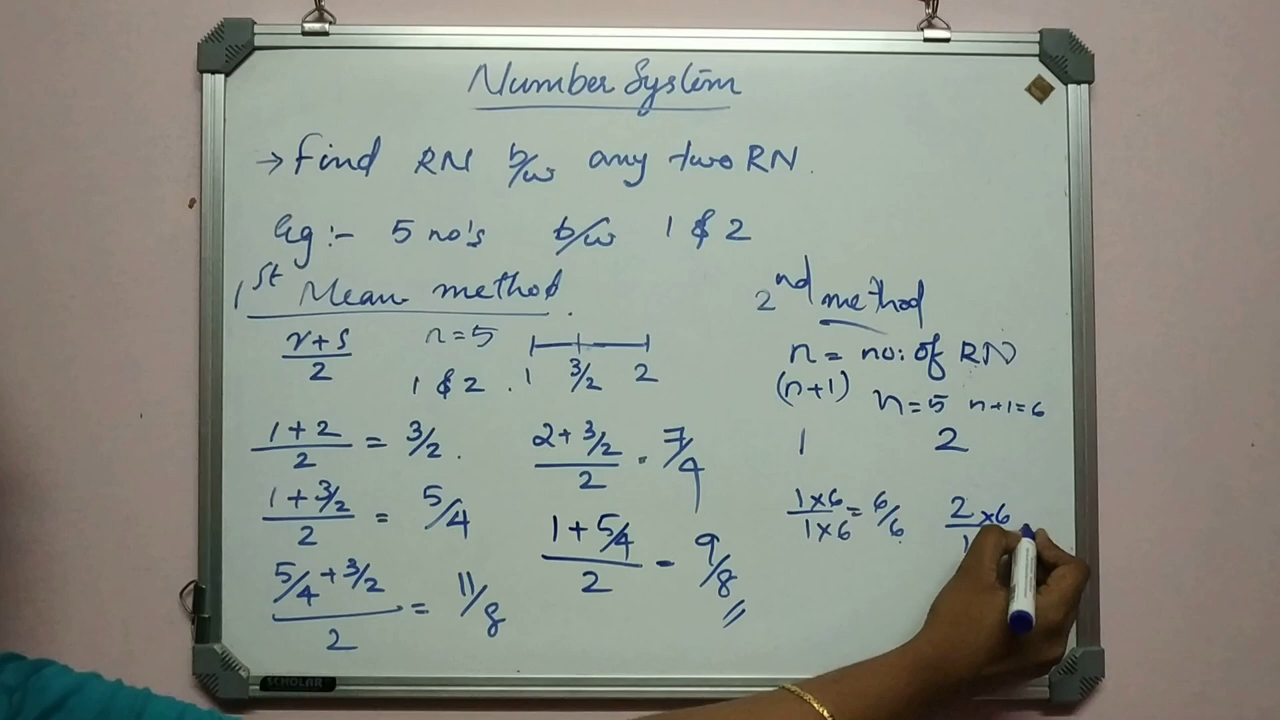 Number System
→ Find RN b/w any two RN.
Eg :- 5 no's b/w 1 & 2
1st Mean method.
r+s/2 n=5
1 & 2 . 1 3/2 2
1+2/2 = 3/2.
1+3/2/2 = 5/4
5/4+3/2/2 = 11/8
2+3/2/2 = 7/4
1+5/4/2 = 9/8
2nd method
n = no: of RN
(n+1) n=5 n+1=6
1 2
1×6/1×6 = 6/6 2×6/1
SCHOLAR